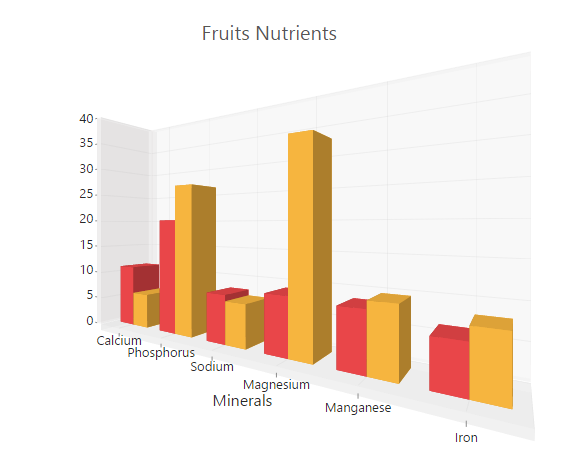 Fruits Nutrients
40
35
30
25
20
15
10
5
0
Calcium
Phosphorus
Sodium
Magnesium
Manganese
Iron
Minerals